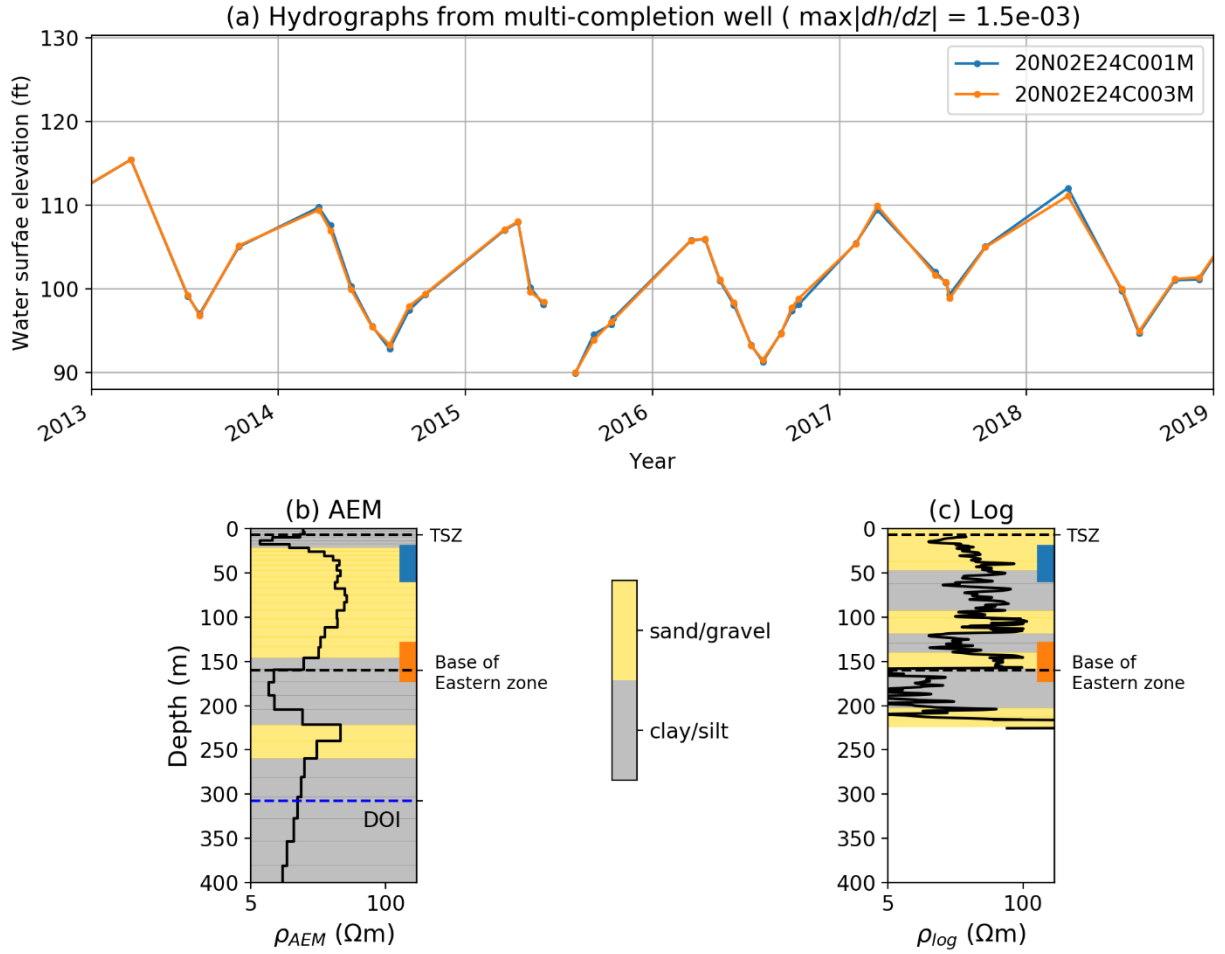 (a) Hydrographs from multi-completion well ( max|dh/dz| = 1.5e-03)
Water surfae elevation (ft)
130
120
110
100
90
20N02E24C001M
20N02E24C003M
2013
2014
2015
2016
2017
2018
2019
Year
(b) AEM
Depth (m)
0
50
100
150
200
250
300
350
400
TSZ
Base of
Eastern zone
DOI
5
100
ρAEM (Ωm)
sand/gravel
clay/silt
(c) Log
0
50
100
150
200
250
300
350
400
TSZ
Base of
Eastern zone
5
100
ρlog (Ωm)